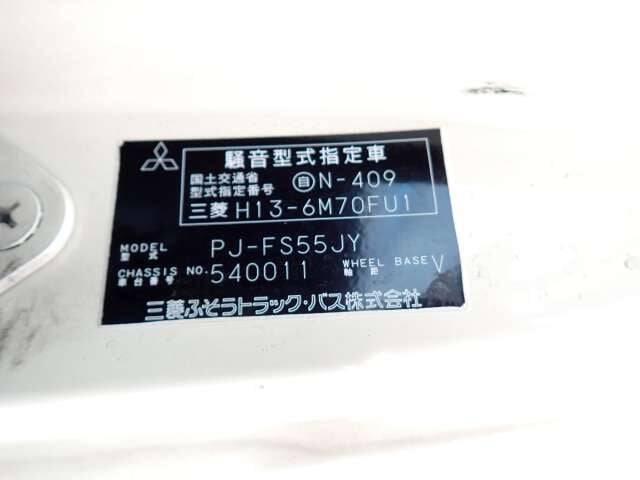 騒音型式指定車
国土交通省
型式指定番号 自N-409
三菱 H13-6M70FU1
MODEL 型式 PJ-FS55JY
CHASSIS NO. 車台番号 540011 WHEEL BASE 軸距 V
三菱ふそうトラック・バス株式会社